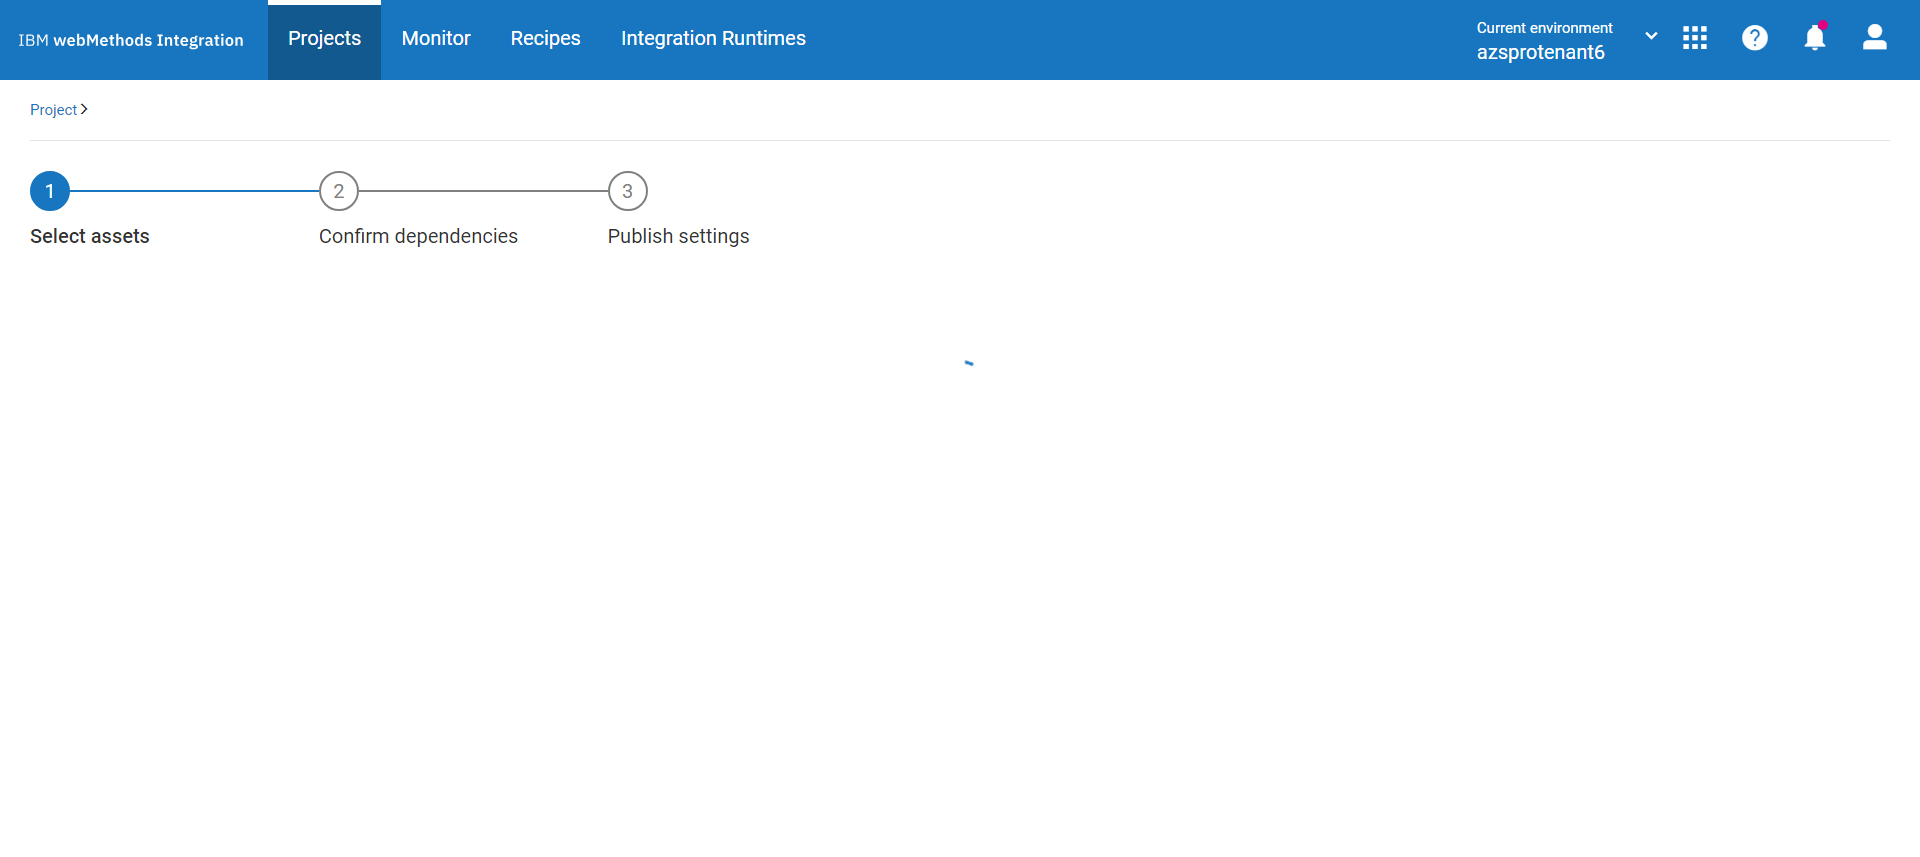 IBM webMethods Integration
Projects
Monitor
Recipes
Integration Runtimes
Current environment
azsprotenant6
?
Project
1
2
3
Select assets
Confirm dependencies
Publish settings